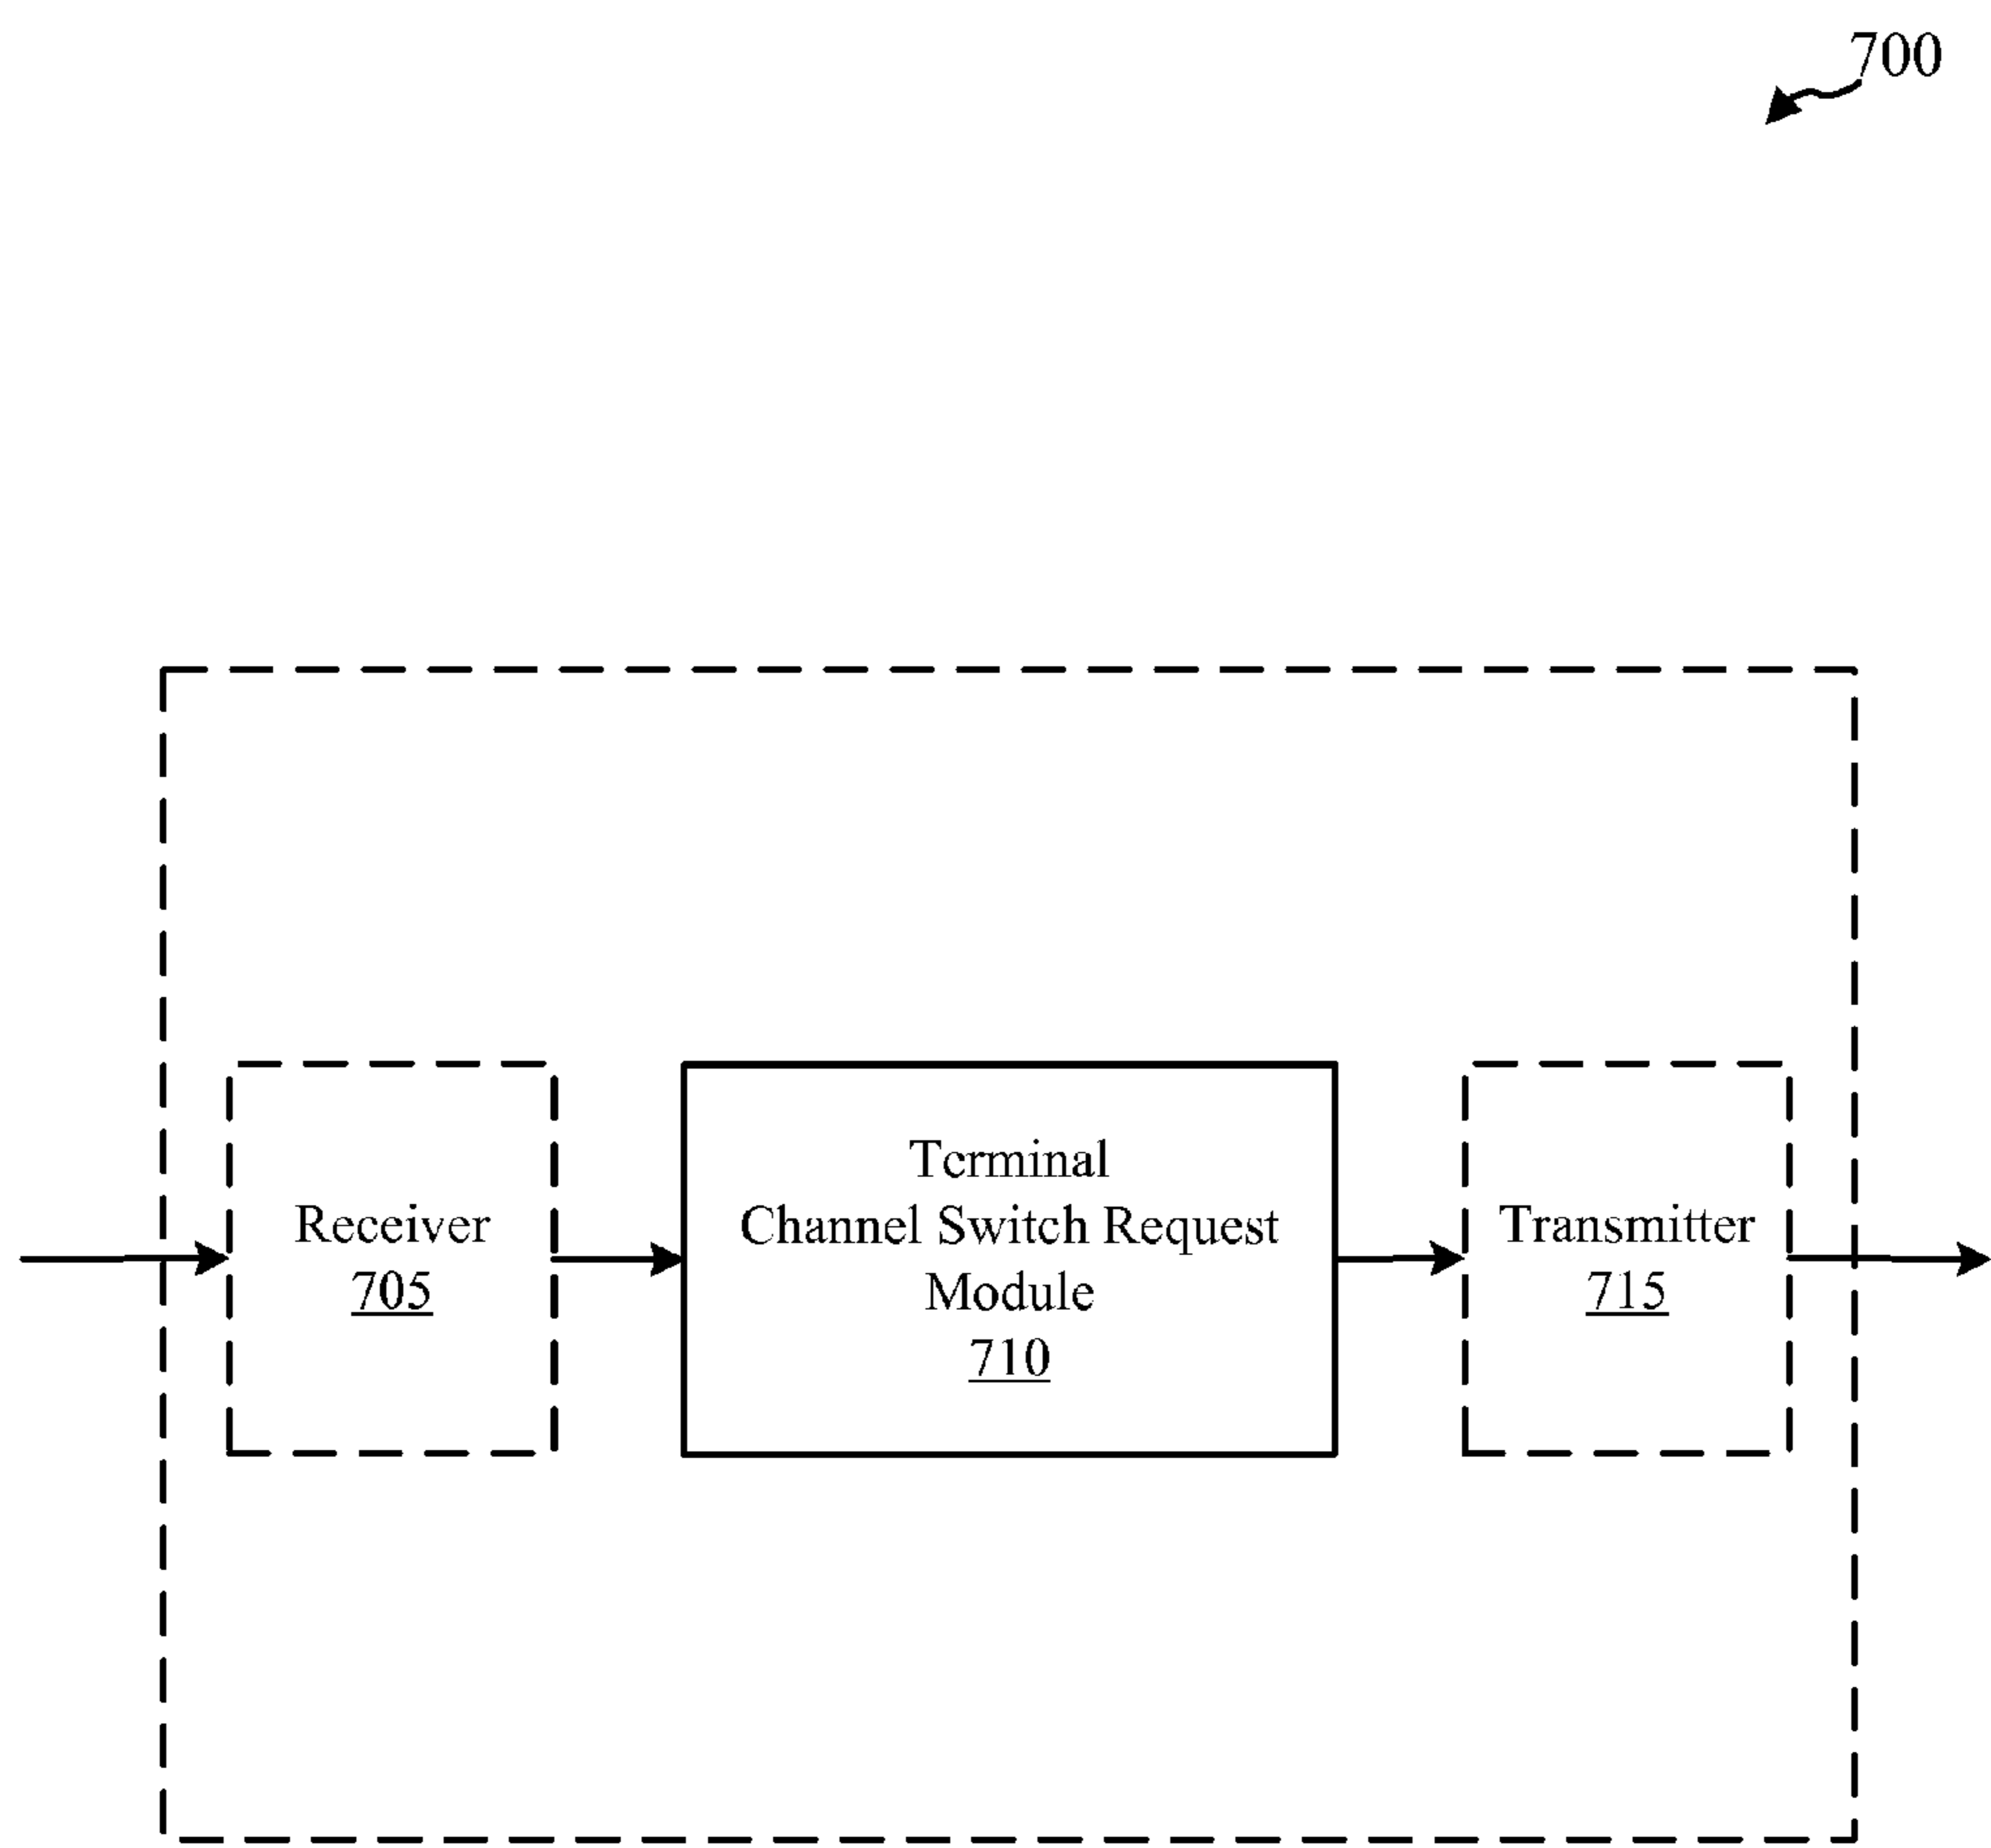 700
Receiver
705
Terminal
Channel Switch Request
Module
710
Transmitter
715